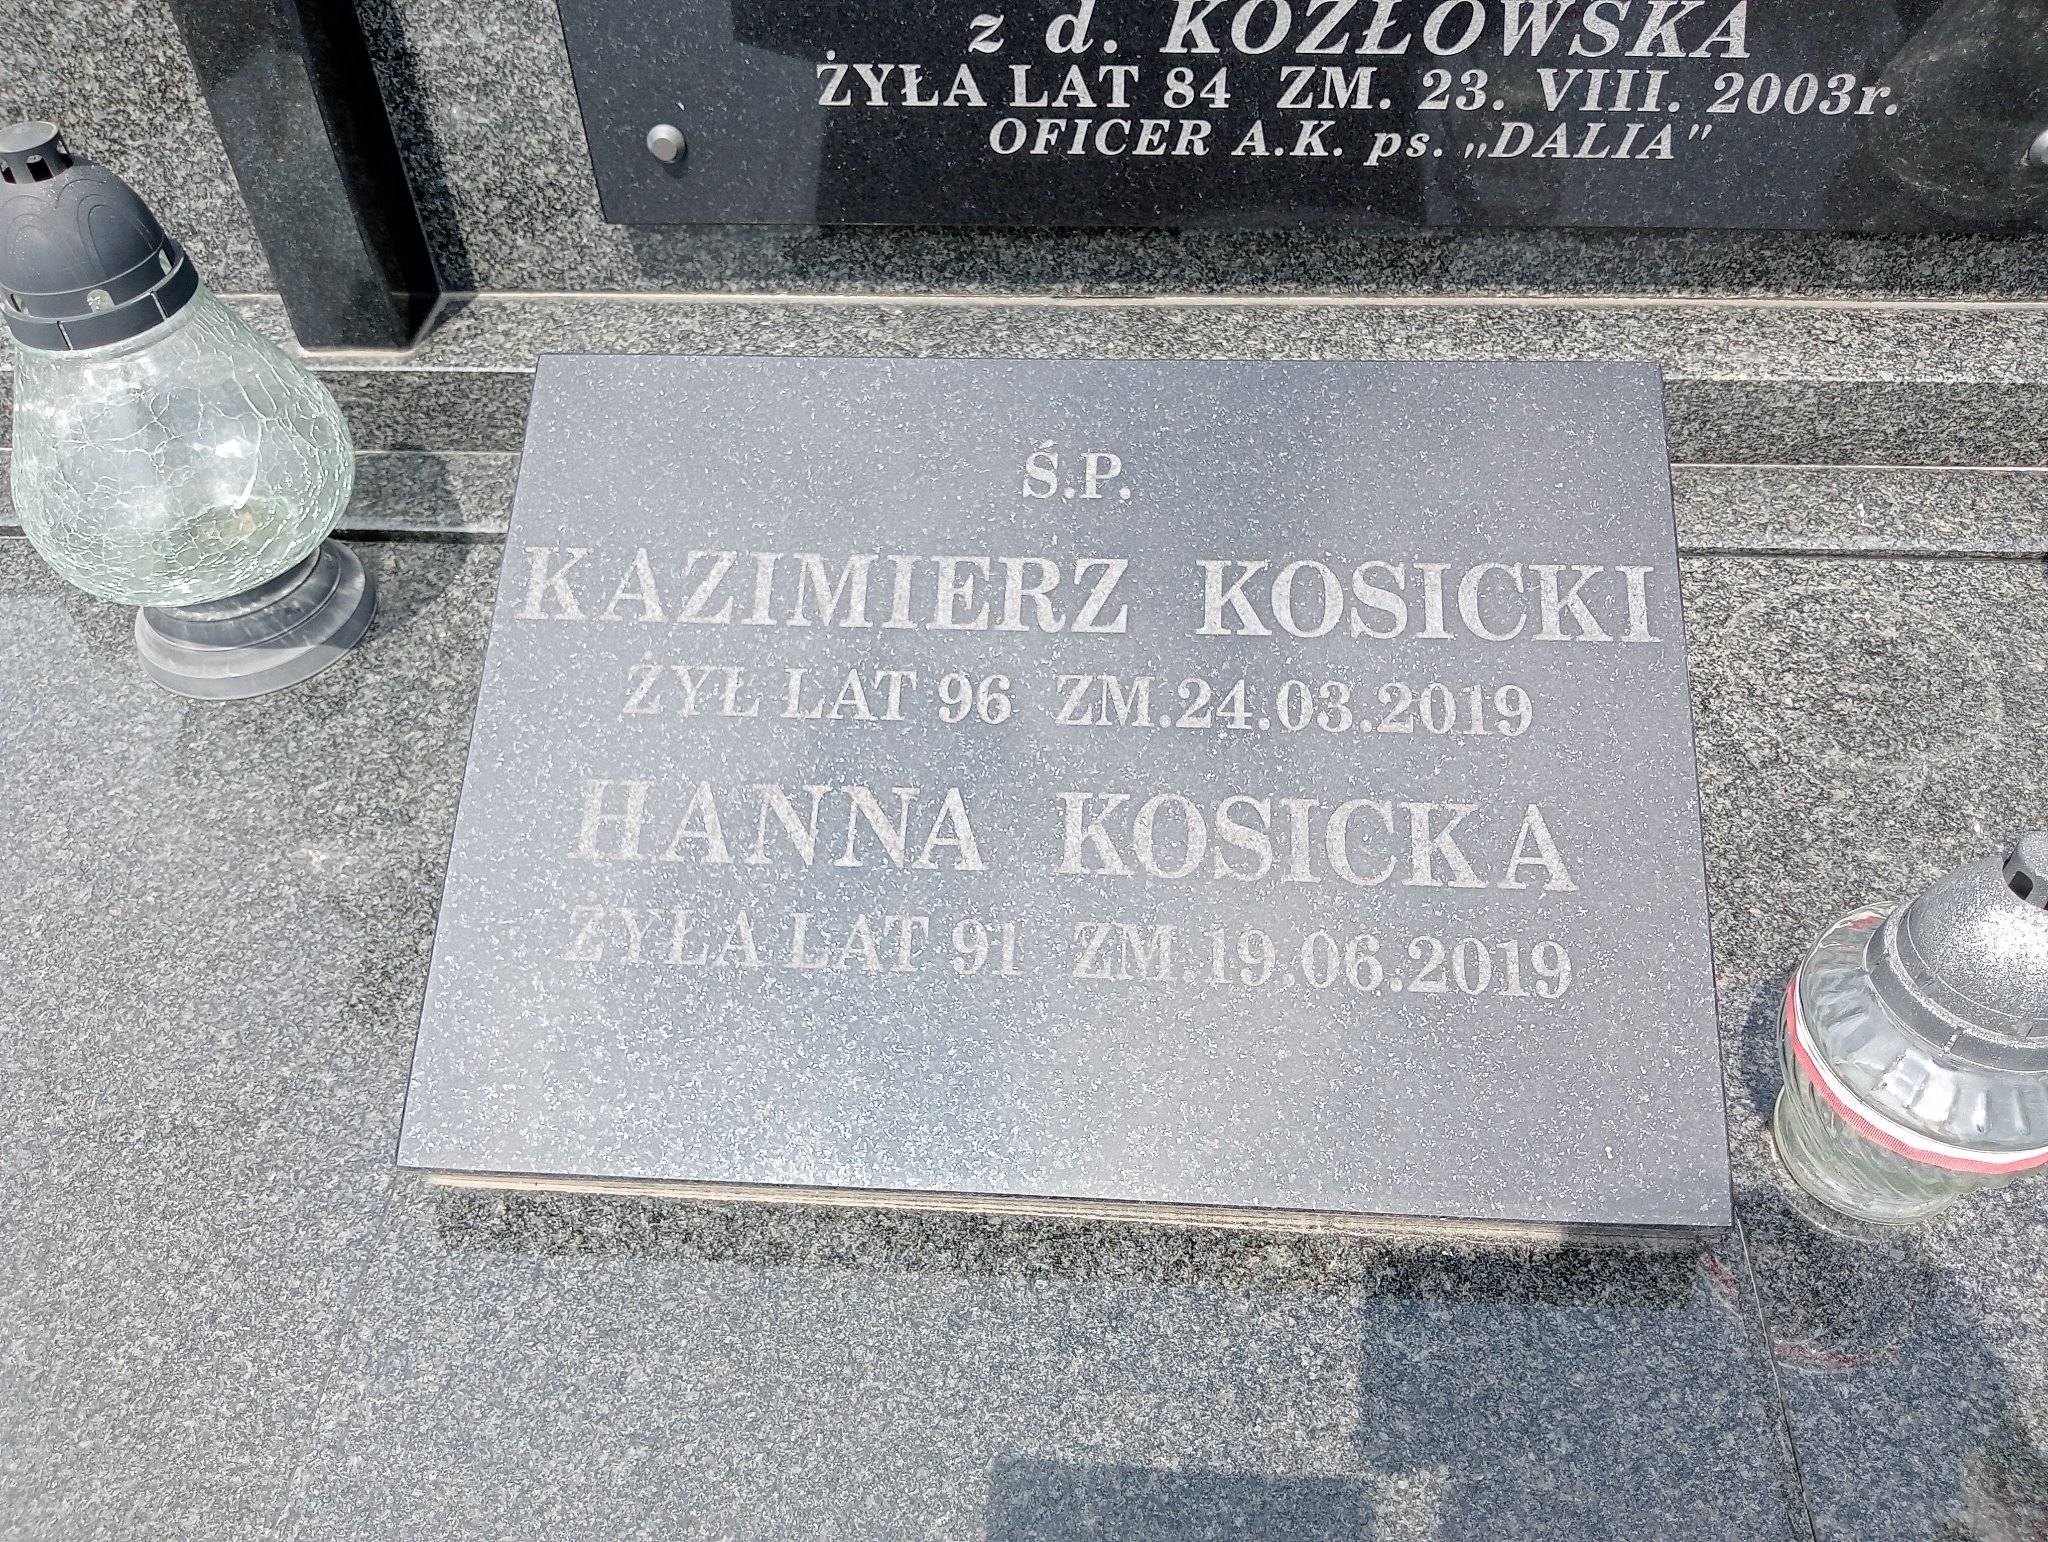 z d. KOZŁOWSKA
ŻYŁA LAT 84 ZM. 23. VIII. 2003r.
OFICER A.K. ps. „DALIA"
Ś.P.
KAZIMIERZ KOSICKI
ŻYŁ LAT 96 ZM.24.03.2019
HANNA KOSICKA
ŻYŁA LAT 91 ZM.19.06.2019